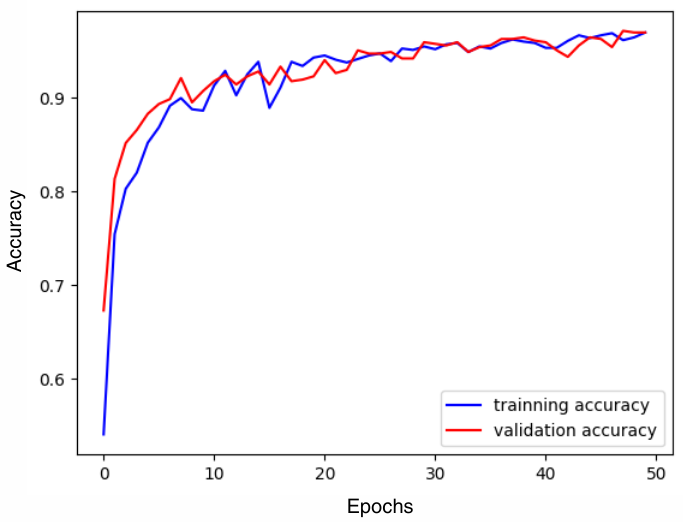 0.9
0.8
0.7
0.6
Accuracy
trainning accuracy
validation accuracy
0 10 20 30 40 50
Epochs